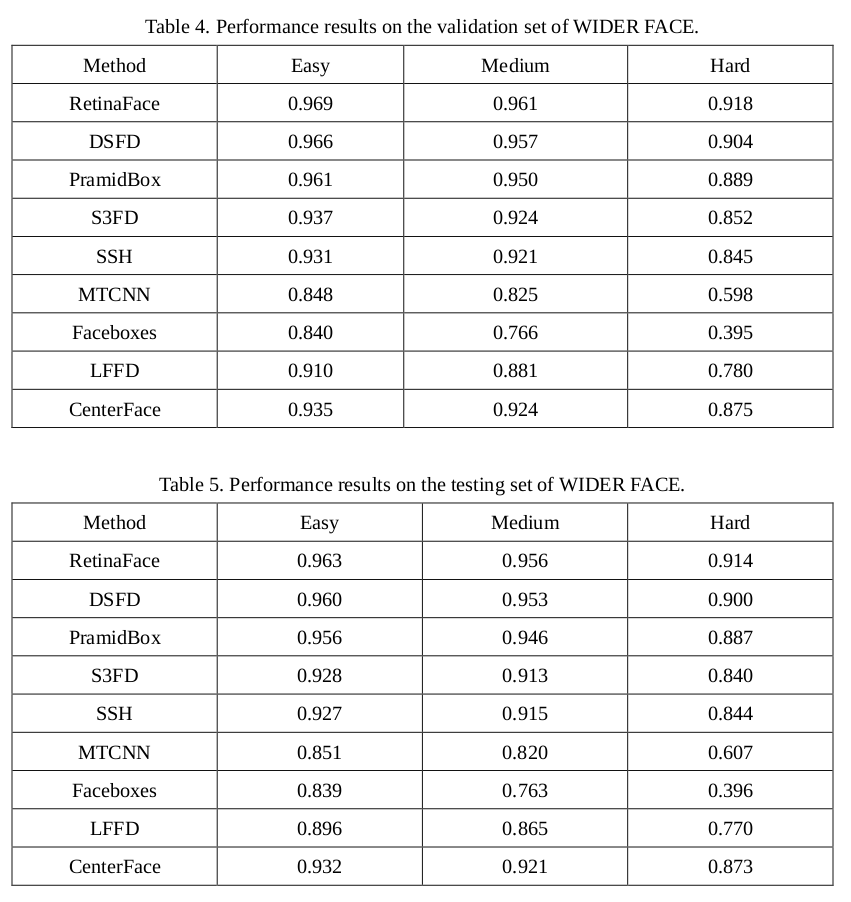 Table 4. Performance results on the validation set of WIDER FACE.
Method Easy Medium Hard
RetinaFace 0.969 0.961 0.918
DSFD 0.966 0.957 0.904
PramidBox 0.961 0.950 0.889
S3FD 0.937 0.924 0.852
SSH 0.931 0.921 0.845
MTCNN 0.848 0.825 0.598
Faceboxes 0.840 0.766 0.395
LFFD 0.910 0.881 0.780
CenterFace 0.935 0.924 0.875
Table 5. Performance results on the testing set of WIDER FACE.
Method Easy Medium Hard
RetinaFace 0.963 0.956 0.914
DSFD 0.960 0.953 0.900
PramidBox 0.956 0.946 0.887
S3FD 0.928 0.913 0.840
SSH 0.927 0.915 0.844
MTCNN 0.851 0.820 0.607
Faceboxes 0.839 0.763 0.396
LFFD 0.896 0.865 0.770
CenterFace 0.932 0.921 0.873